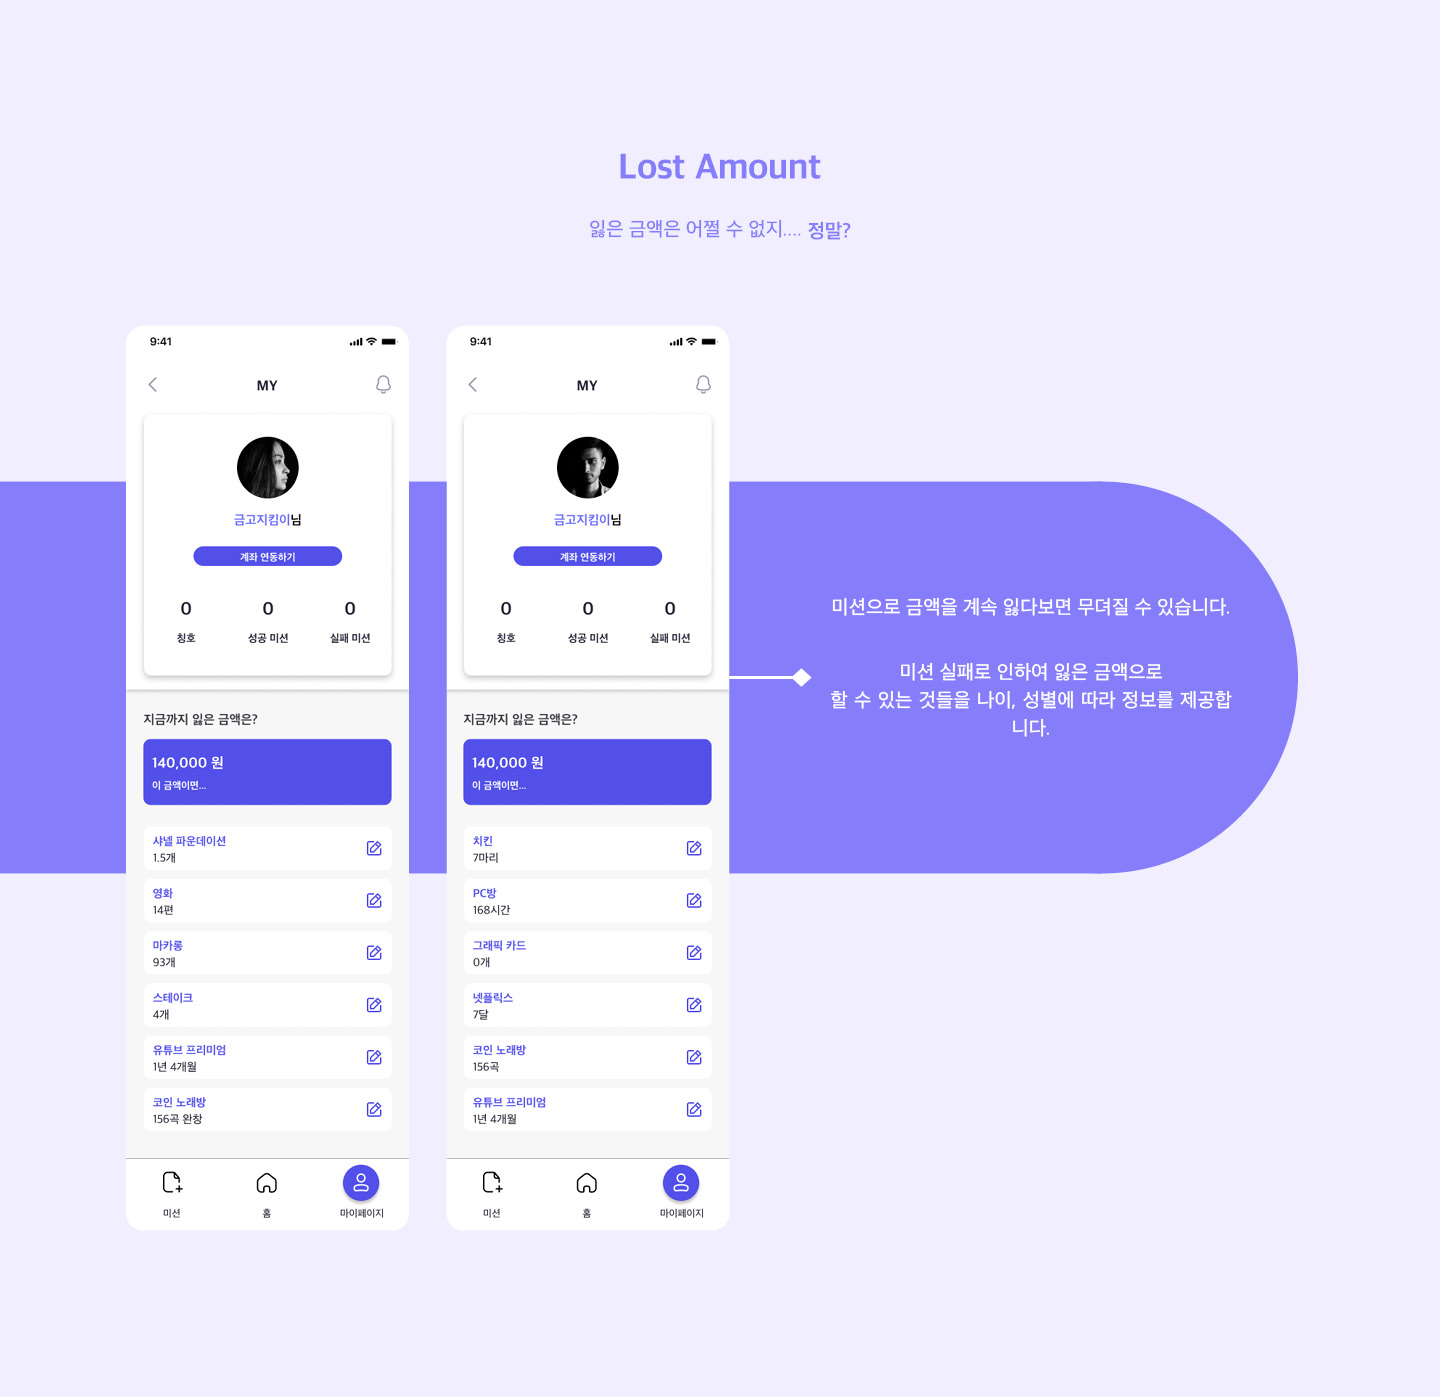 Lost Amount
잃은 금액은 어쩔 수 없지.... 정말?
9:41
MY
금고지킴이님
계좌 연동하기
0 0 0
칭호 성공 미션 실패 미션
지금까지 잃은 금액은?
140,000 원
이 금액이면...
샤넬 파운데이션
1.5개
영화
14편
마카롱
93개
스테이크
4개
유튜브 프리미엄
1년 4개월
코인 노래방
156곡 완창
미션 홈 마이페이지
9:41
MY
금고지킴이님
계좌 연동하기
0 0 0
칭호 성공 미션 실패 미션
지금까지 잃은 금액은?
140,000 원
이 금액이면...
치킨
7마리
PC방
168시간
그래픽 카드
0개
넷플릭스
7달
코인 노래방
156곡
유튜브 프리미엄
1년 4개월
미션 홈 마이페이지
미션으로 금액을 계속 잃다보면 무뎌질 수 있습니다.
미션 실패로 인하여 잃은 금액으로
할 수 있는 것들을 나이, 성별에 따라 정보를 제공합
니다.